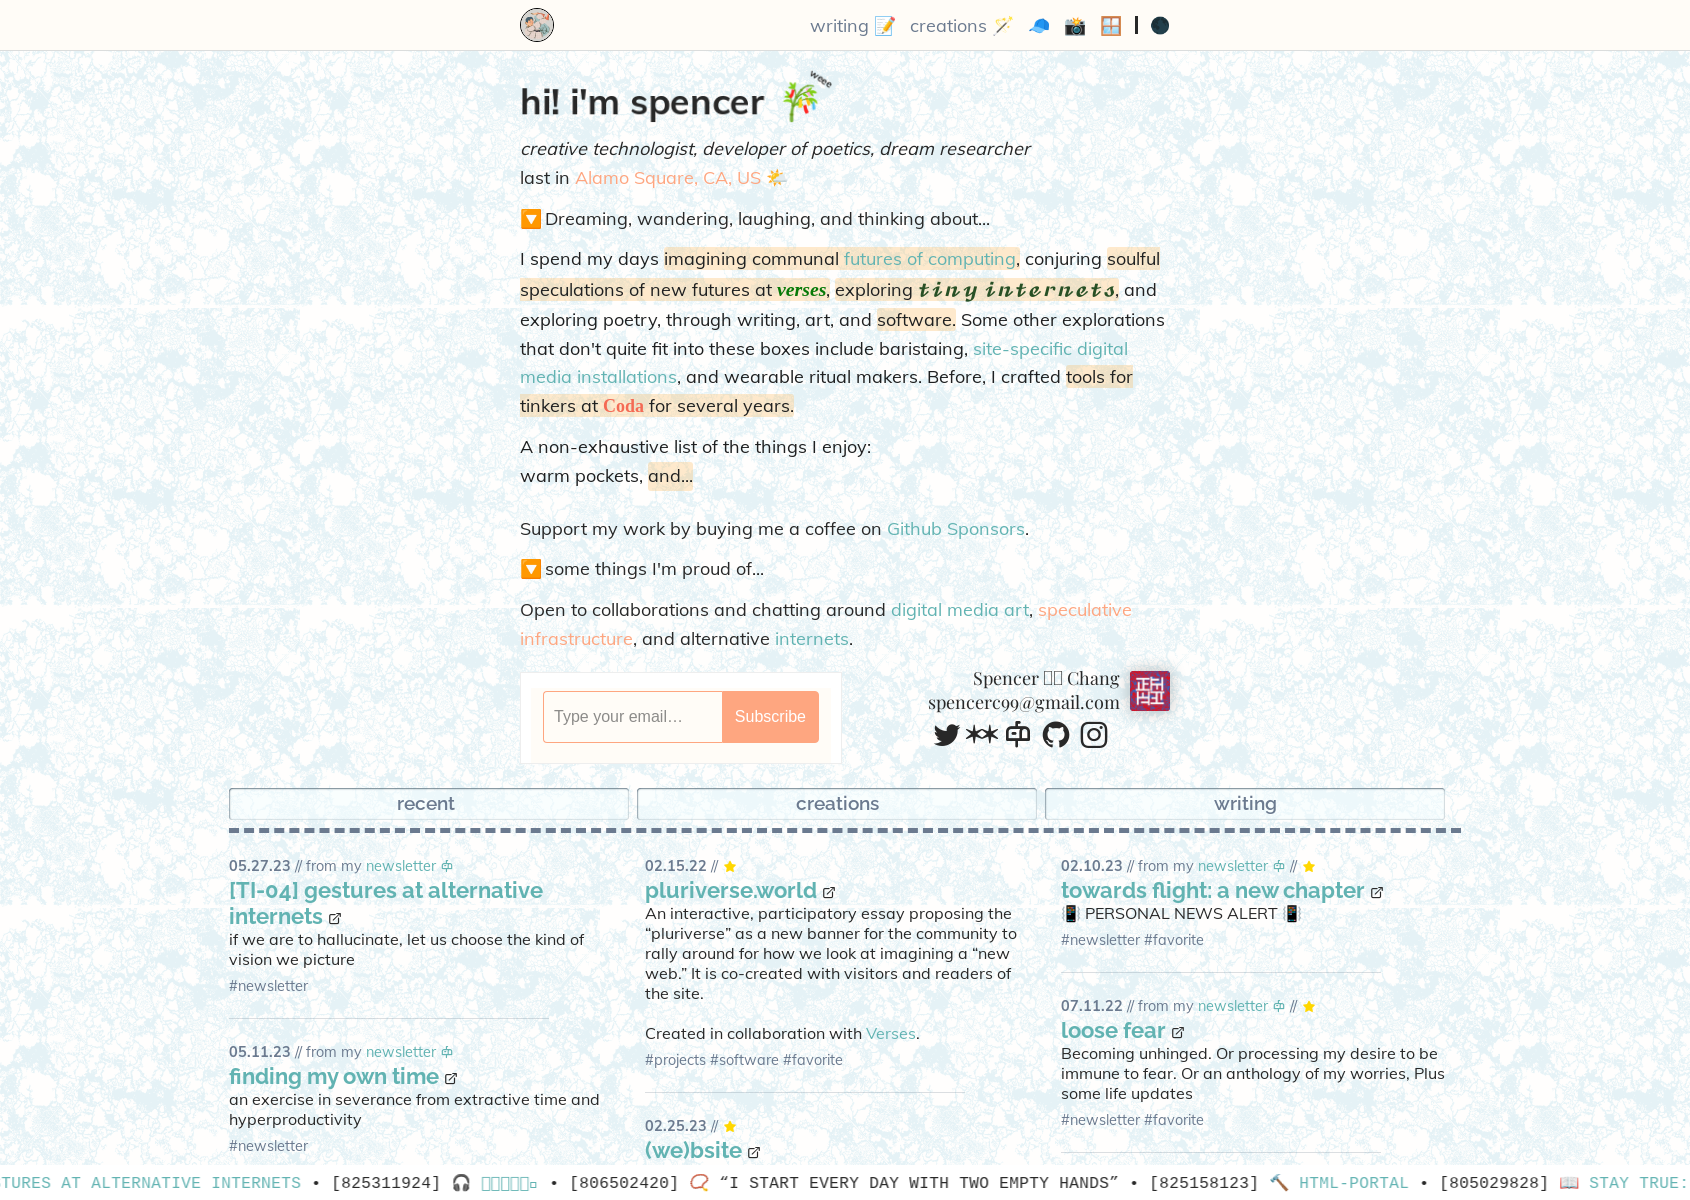 writing 📝 creations 🪄 🧢 📸 🪟 | 🌑
hi! i'm spencer 🎋 weee
creative technologist, developer of poetics, dream researcher
last in Alamo Square, CA, US 🌤️
🔽 Dreaming, wandering, laughing, and thinking about...
I spend my days imagining communal futures of computing, conjuring soulful
speculations of new futures at verses, exploring tiny internets, and
exploring poetry, through writing, art, and software. Some other explorations
that don't quite fit into these boxes include baristaing, site-specific digital
media installations, and wearable ritual makers. Before, I crafted tools for
tinkers at Coda for several years.
A non-exhaustive list of the things I enjoy:
warm pockets, and...
Support my work by buying me a coffee on Github Sponsors.
🔽 some things I'm proud of...
Open to collaborations and chatting around digital media art, speculative
infrastructure, and alternative internets.
Type your email…
Subscribe
Spencer Chang
spencerc99@gmail.com
recent
creations
writing
05.27.23 // from my newsletter
[TI-04] gestures at alternative
internets
if we are to hallucinate, let us choose the kind of
vision we picture
#newsletter
05.11.23 // from my newsletter
finding my own time
an exercise in severance from extractive time and
hyperproductivity
#newsletter
02.15.22 // ⭐
pluriverse.world
An interactive, participatory essay proposing the
“pluriverse” as a new banner for the community to
rally around for how we look at imagining a “new
web.” It is co-created with visitors and readers of
the site.
Created in collaboration with Verses.
#projects #software #favorite
02.25.23 // ⭐
(we)bsite
02.10.23 // from my newsletter // ⭐
towards flight: a new chapter
📳 PERSONAL NEWS ALERT 📳
#newsletter #favorite
07.11.22 // from my newsletter // ⭐
loose fear
Becoming unhinged. Or processing my desire to be
immune to fear. Or an anthology of my worries, Plus
some life updates
#newsletter #favorite
TURES AT ALTERNATIVE INTERNETS • [825311924] 🎧 • [806502420] 📿 “I START EVERY DAY WITH TWO EMPTY HANDS” • [825158123] 🔨 HTML-PORTAL • [805029828] 📖 STAY TRUE: